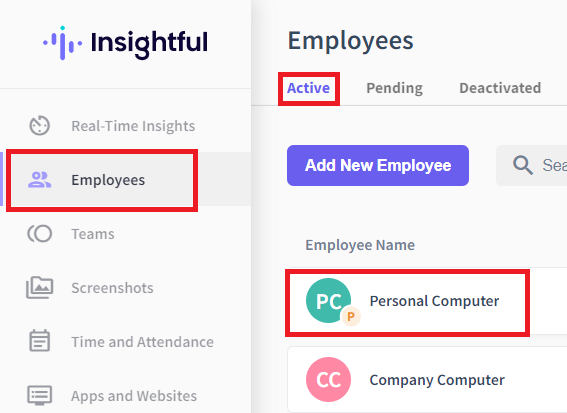 Insightful
Real-Time Insights
Employees
Teams
Screenshots
Time and Attendance
Apps and Websites
Employees
Active Pending Deactivated
Add New Employee
Sea
Employee Name
PC P Personal Computer
CC Company Computer